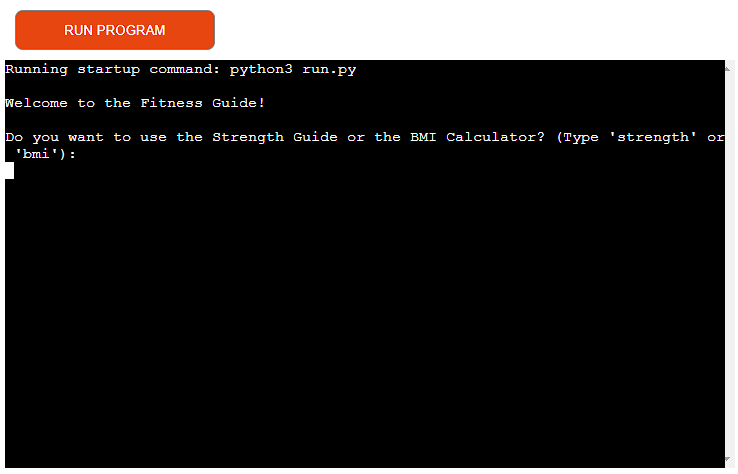 RUN PROGRAM
Running startup command: python3 run.py
Welcome to the Fitness Guide!
Do you want to use the Strength Guide or the BMI Calculator? (Type 'strength' or
'bmi'):